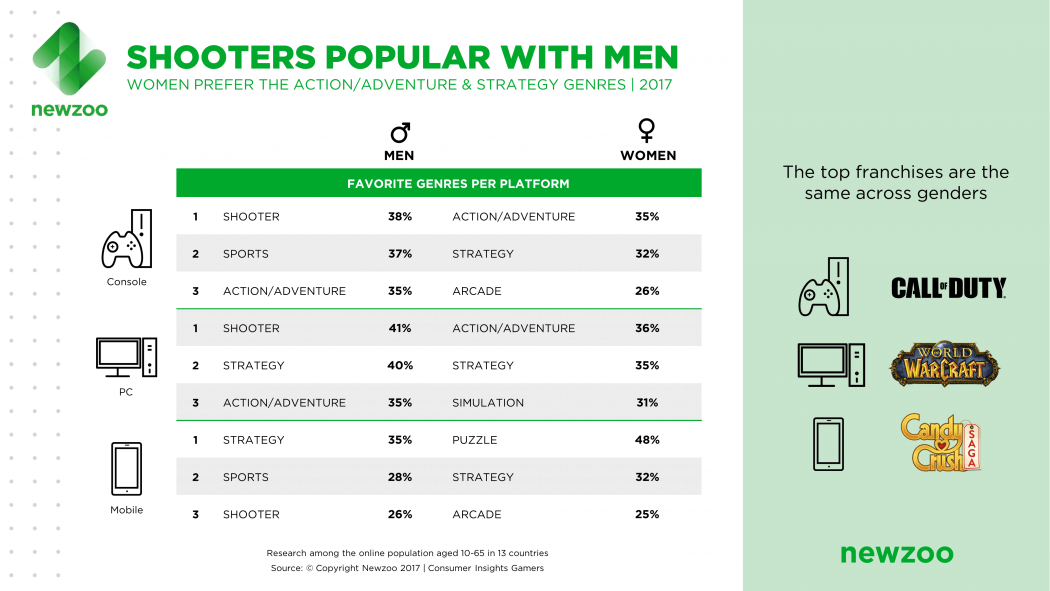 SHOOTERS POPULAR WITH MEN
WOMEN PREFER THE ACTION/ADVENTURE & STRATEGY GENRES | 2017
newzoo
MEN WOMEN
FAVORITE GENRES PER PLATFORM
1 SHOOTER 38% ACTION/ADVENTURE 35%
2 SPORTS 37% STRATEGY 32%
Console
3 ACTION/ADVENTURE 35% ARCADE 26%
1 SHOOTER 41% ACTION/ADVENTURE 36%
2 STRATEGY 40% STRATEGY 35%
PC
3 ACTION/ADVENTURE 35% SIMULATION 31%
1 STRATEGY 35% PUZZLE 48%
2 SPORTS 28% STRATEGY 32%
Mobile
3 SHOOTER 26% ARCADE 25%
Research among the online population aged 10-65 in 13 countries
Source: © Copyright Newzoo 2017 | Consumer Insights Gamers
The top franchises are the
same across genders
CALL OF DUTY
WORLD
WARCRAFT
Candy
Crush
SAGA
newzoo